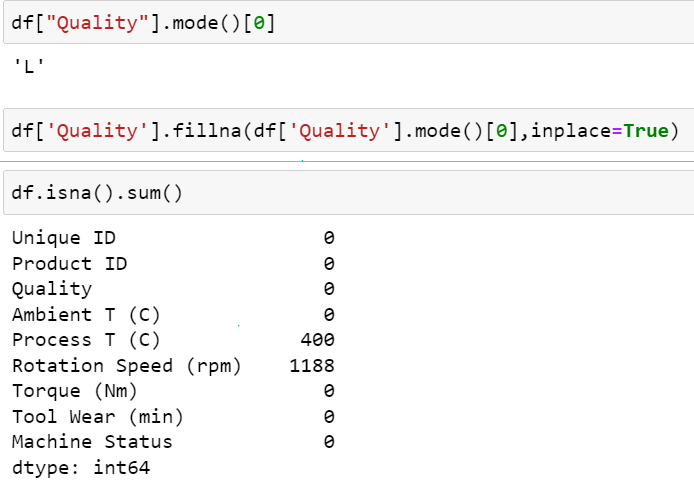 df["Quality"].mode()[0]
'L'
df['Quality'].fillna(df['Quality'].mode()[0],inplace=True)
df.isna().sum()
Unique ID 0
Product ID 0
Quality 0
Ambient T (C) 0
Process T (C) 400
Rotation Speed (rpm) 1188
Torque (Nm) 0
Tool Wear (min) 0
Machine Status 0
dtype: int64